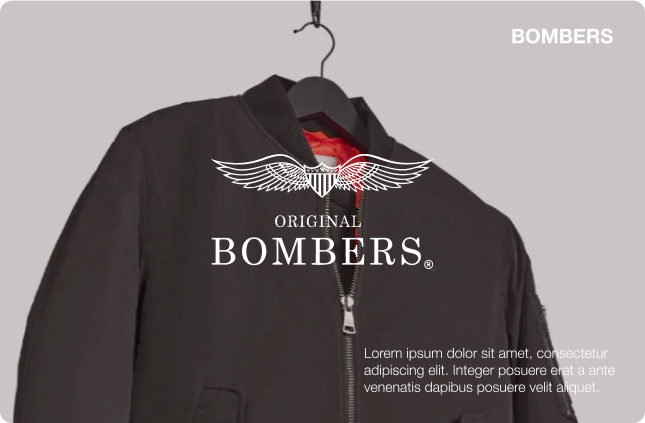 BOMBERS
ORIGINAL
BOMBERS®
Lorem ipsum dolor sit amet, consectetur
adipiscing elit. Integer posuere erat a ante
venenatis dapibus posuere velit aliquet.